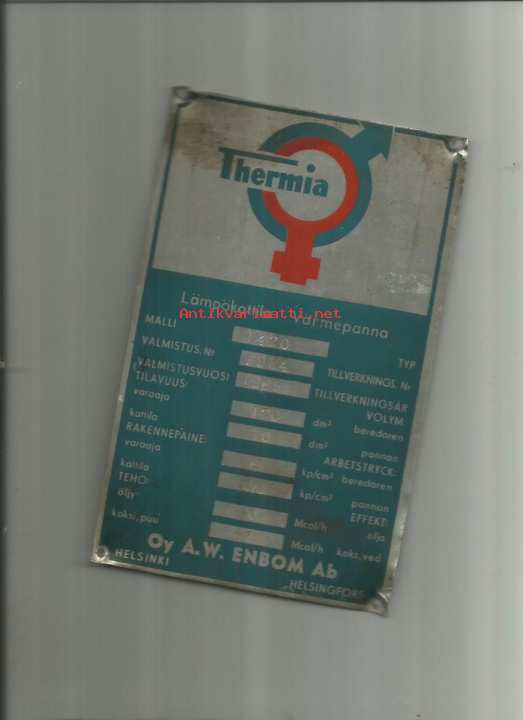 Thermia
Lämpökattila Värmepanna
MALLI TYP
VALMISTUS. Nr TILLVERKNINGS. Nr
VALMISTUSVUOSI TILLVERKNINGSÅR
TILAVUUS: VOLYM
varaaja dm³ beredaren
kattila dm³ pannan
RAKENNEPAINE: ARBETSTRYCK:
varaaja kp/cm² beredaren
kattila kp/cm² pannan
TEHO: EFFEKT:
öljy Mcal/h olja
koksi, puu Mcal/h koks, ved
Oy A.W. ENBOM Ab
HELSINKI HELSINGFORS
Antikvariaatti.net